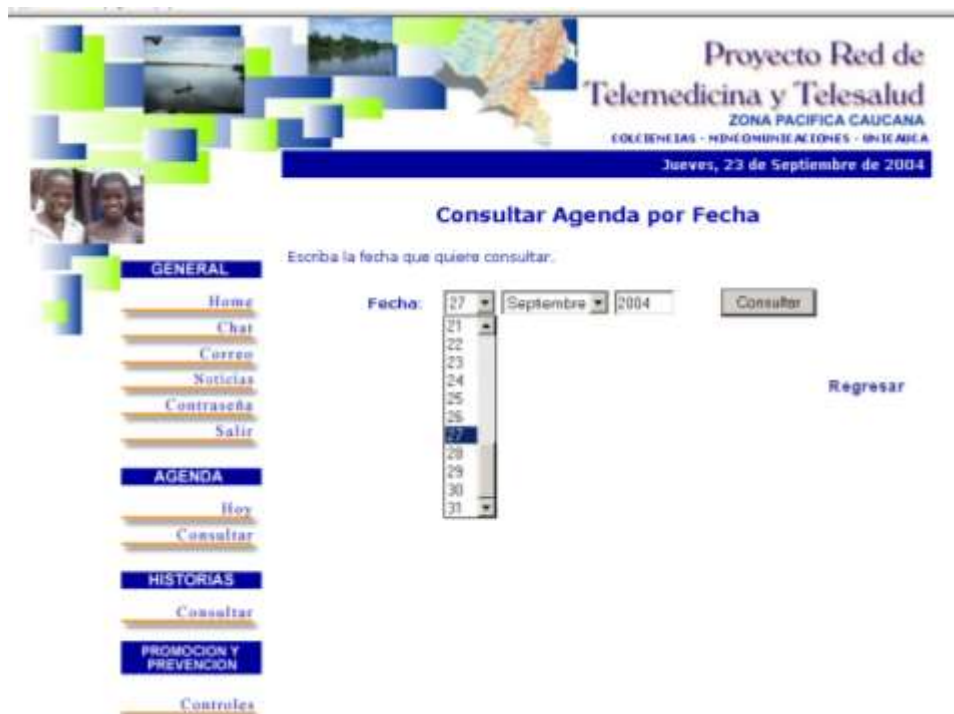 Proyecto Red de
Telemedicina y Telesalud
ZONA PACIFICA CAUCANA
COLCIENCIAS - MINCOMUNICACIONES - UNICAUCA
Jueves, 23 de Septiembre de 2004
Consultar Agenda por Fecha
Escriba la fecha que quiere consultar.
Fecha: 27 Septiembre 2004 Consultar
21
22
23
24
25
26
27
28
29
30
31
Regresar
GENERAL
Home
Chat
Correo
Noticias
Contraseña
Salir
AGENDA
Hoy
Consultar
HISTORIAS
Consultar
PROMOCION Y
PREVENCION
Controles